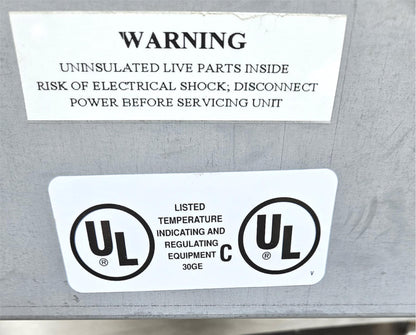 WARNING
UNINSULATED LIVE PARTS INSIDE
RISK OF ELECTRICAL SHOCK; DISCONNECT
POWER BEFORE SERVICING UNIT
UL
®
LISTED
TEMPERATURE
INDICATING AND
REGULATING
EQUIPMENT
30GE
C
UL
®
V